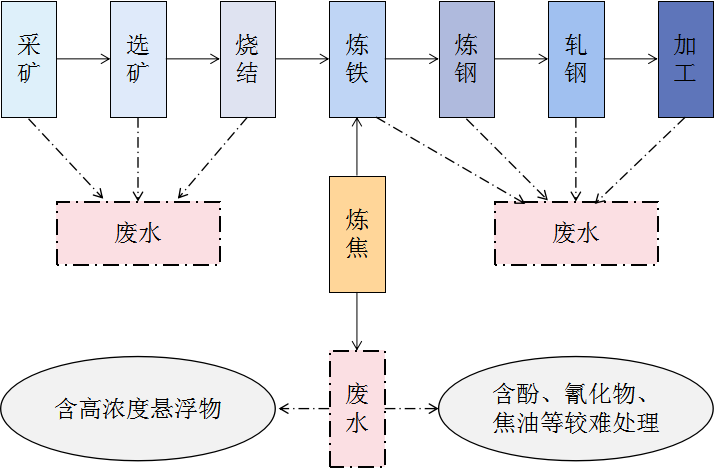 采矿
选矿
烧结
炼铁
炼钢
轧钢
加工
废水
炼焦
废水
含高浓度悬浮物
废水
含酚、氰化物、
焦油等较难处理